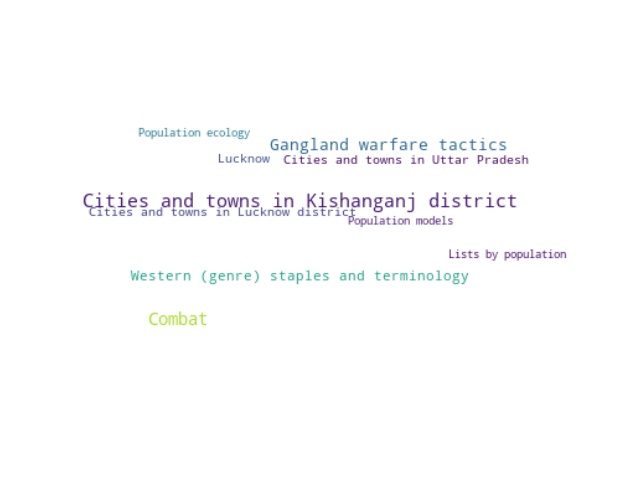 Population ecology
Gangland warfare tactics
Lucknow
Cities and towns in Uttar Pradesh
Cities and towns in Kishanganj district
Cities and towns in Lucknow district
Population models
Lists by population
Western (genre) staples and terminology
Combat